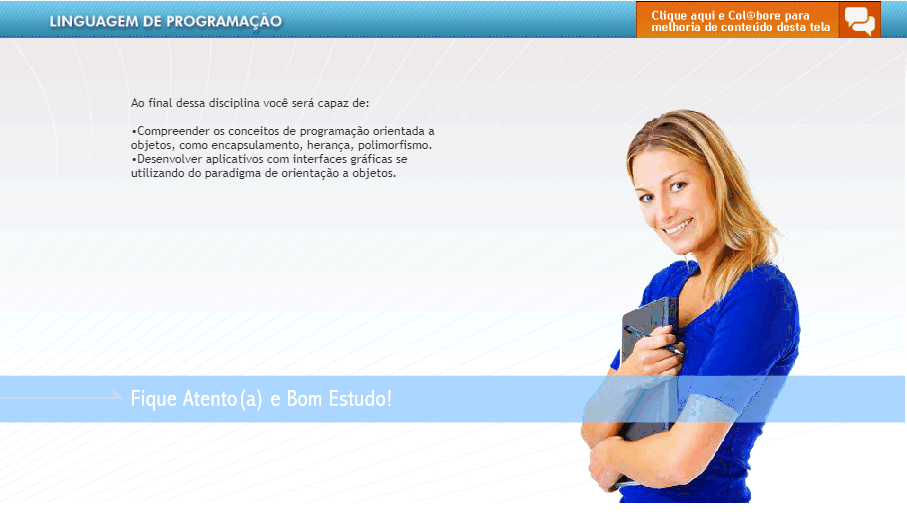 LINGUAGEM DE PROGRAMAÇÃO
Clique aqui e Col@bore para
melhoria de conteúdo desta tela
Ao final dessa disciplina você será capaz de:
•Compreender os conceitos de programação orientada a
objetos, como encapsulamento, herança, polimorfismo.
•Desenvolver aplicativos com interfaces gráficas se
utilizando do paradigma de orientação a objetos.
Fique Atento(a) e Bom Estudo!